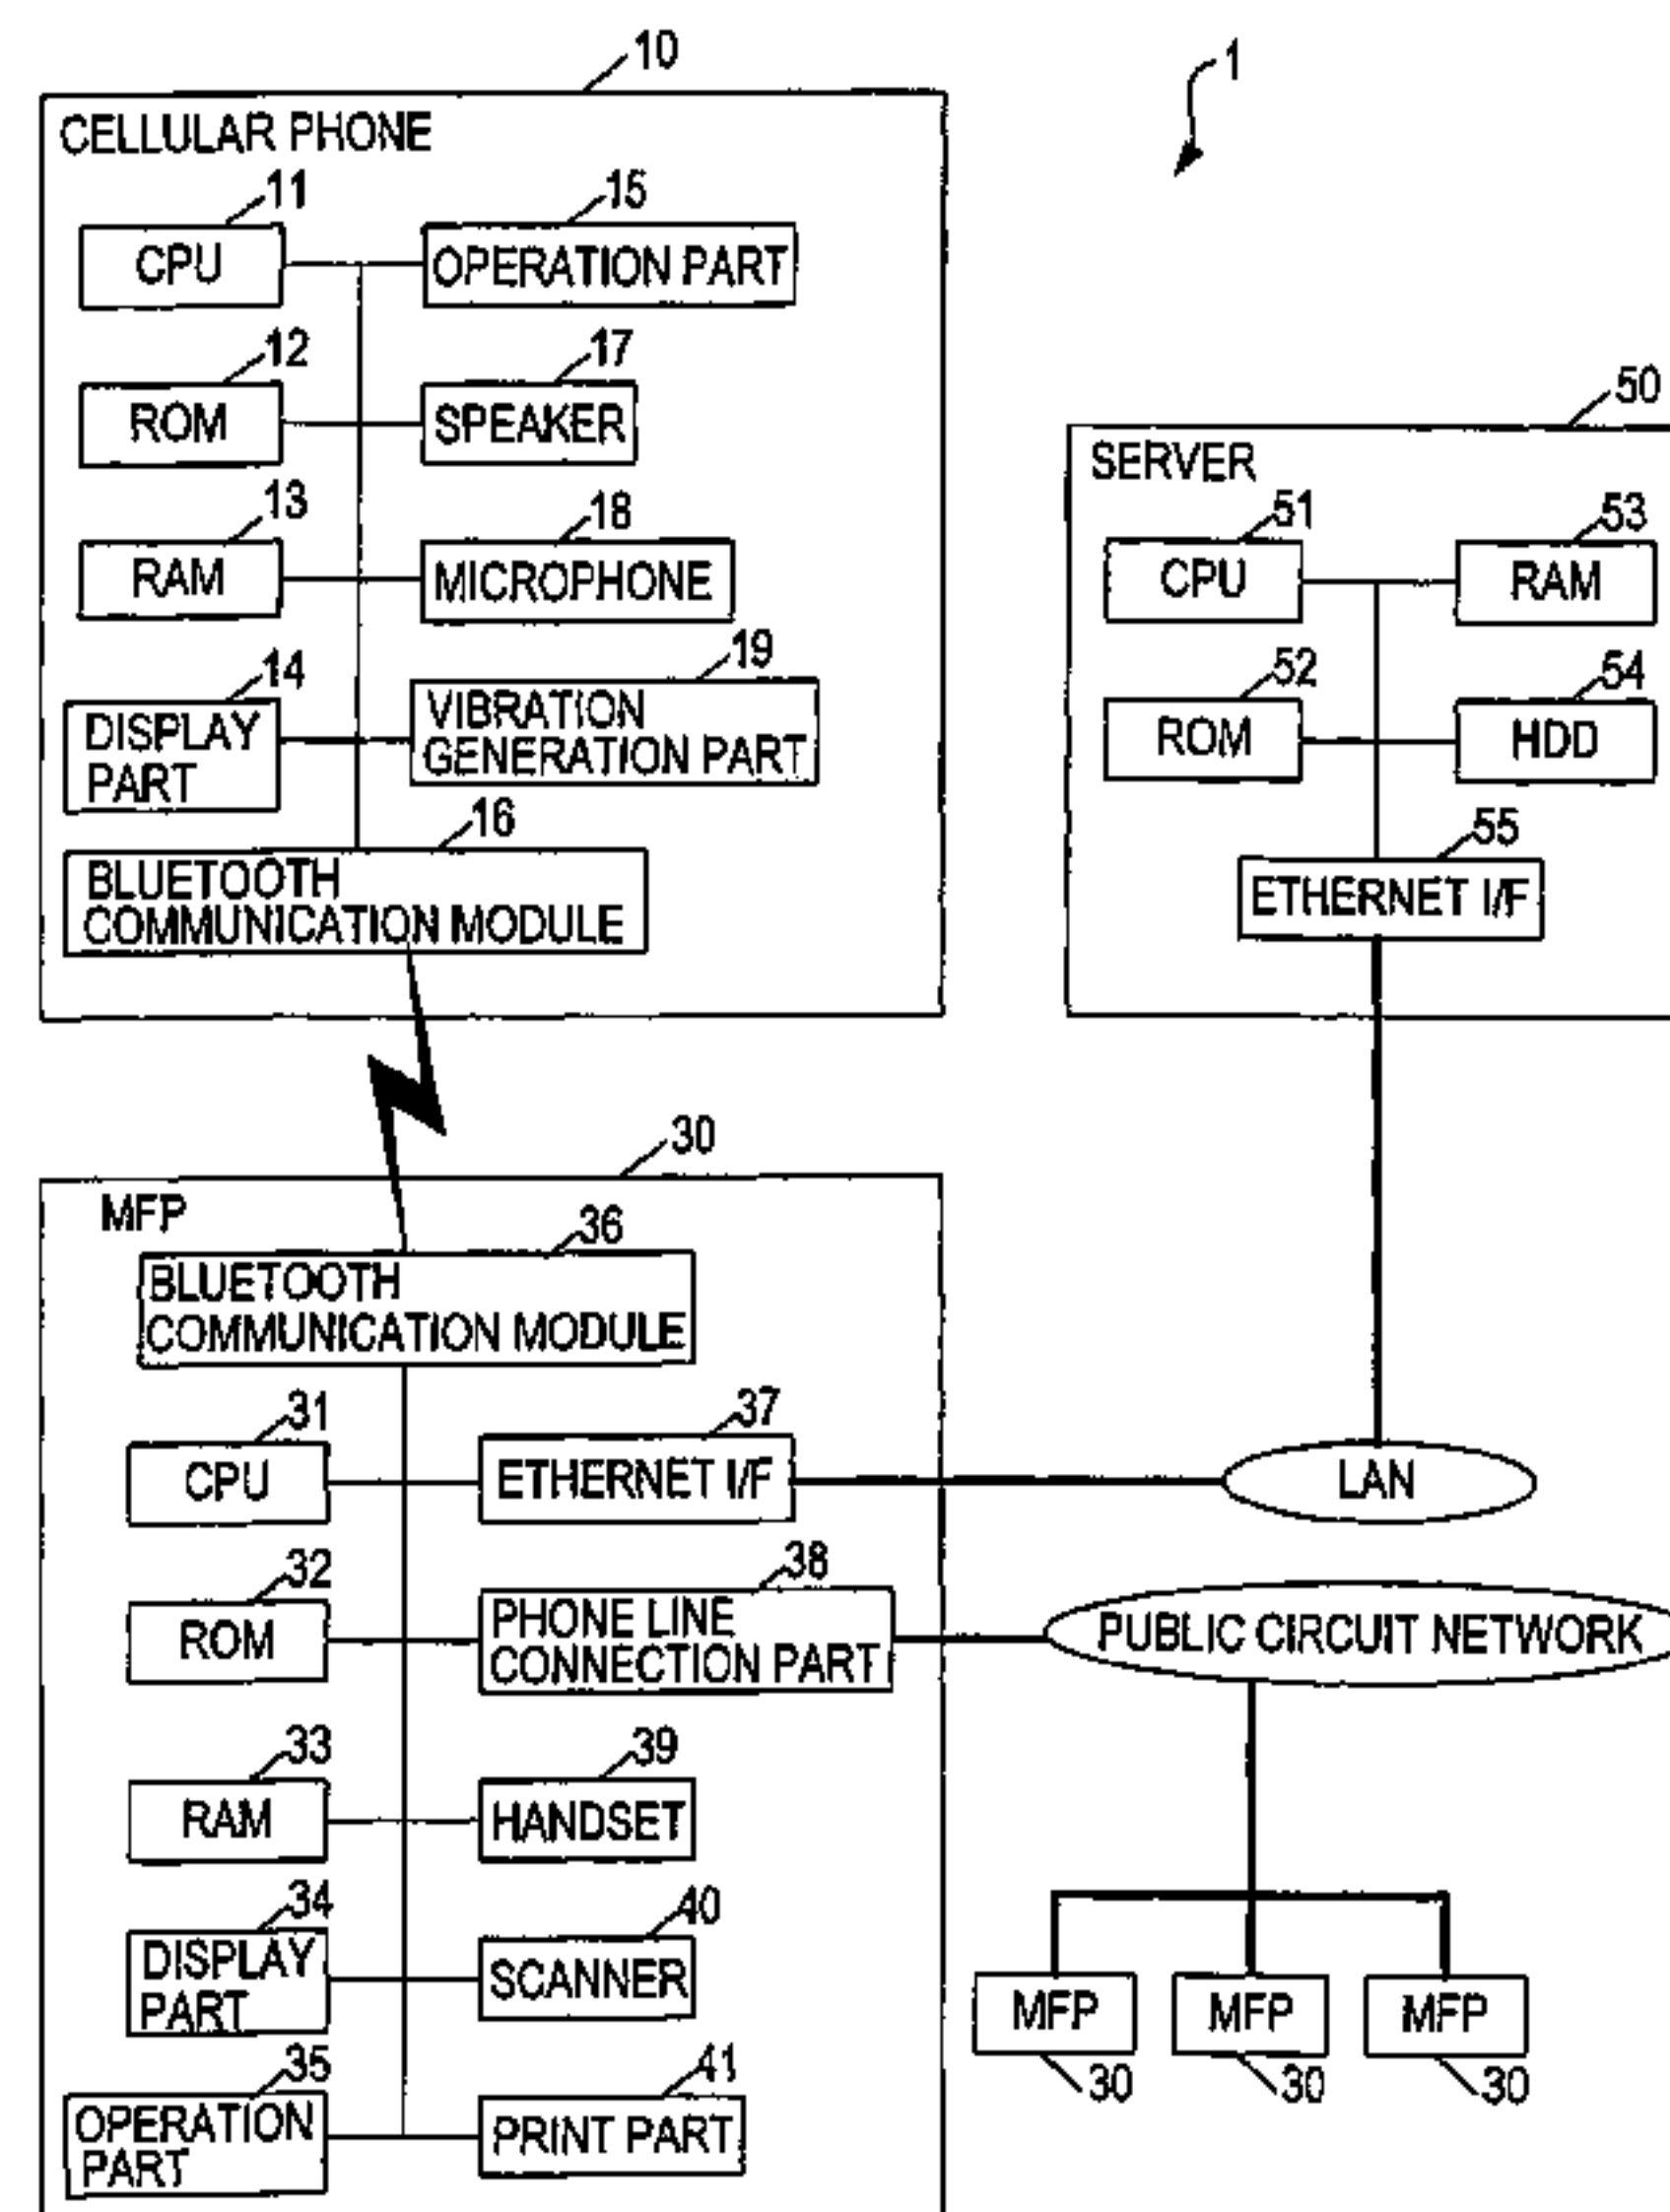 10
1
CELLULAR PHONE
11
15
CPU
OPERATION PART
12
17
ROM
SPEAKER
13
18
RAM
MICROPHONE
14
19
DISPLAY
PART
VIBRATION
GENERATION PART
16
BLUETOOTH
COMMUNICATION MODULE
50
SERVER
51
53
CPU
RAM
52
54
ROM
HDD
55
ETHERNET I/F
30
MFP
36
BLUETOOTH
COMMUNICATION MODULE
31
37
CPU
ETHERNET I/F
LAN
32
38
ROM
PHONE LINE
CONNECTION PART
PUBLIC CIRCUIT NETWORK
33
39
RAM
HANDSET
34
40
DISPLAY
PART
SCANNER
35
41
OPERATION
PART
PRINT PART
MFP
MFP
MFP
30
30
30